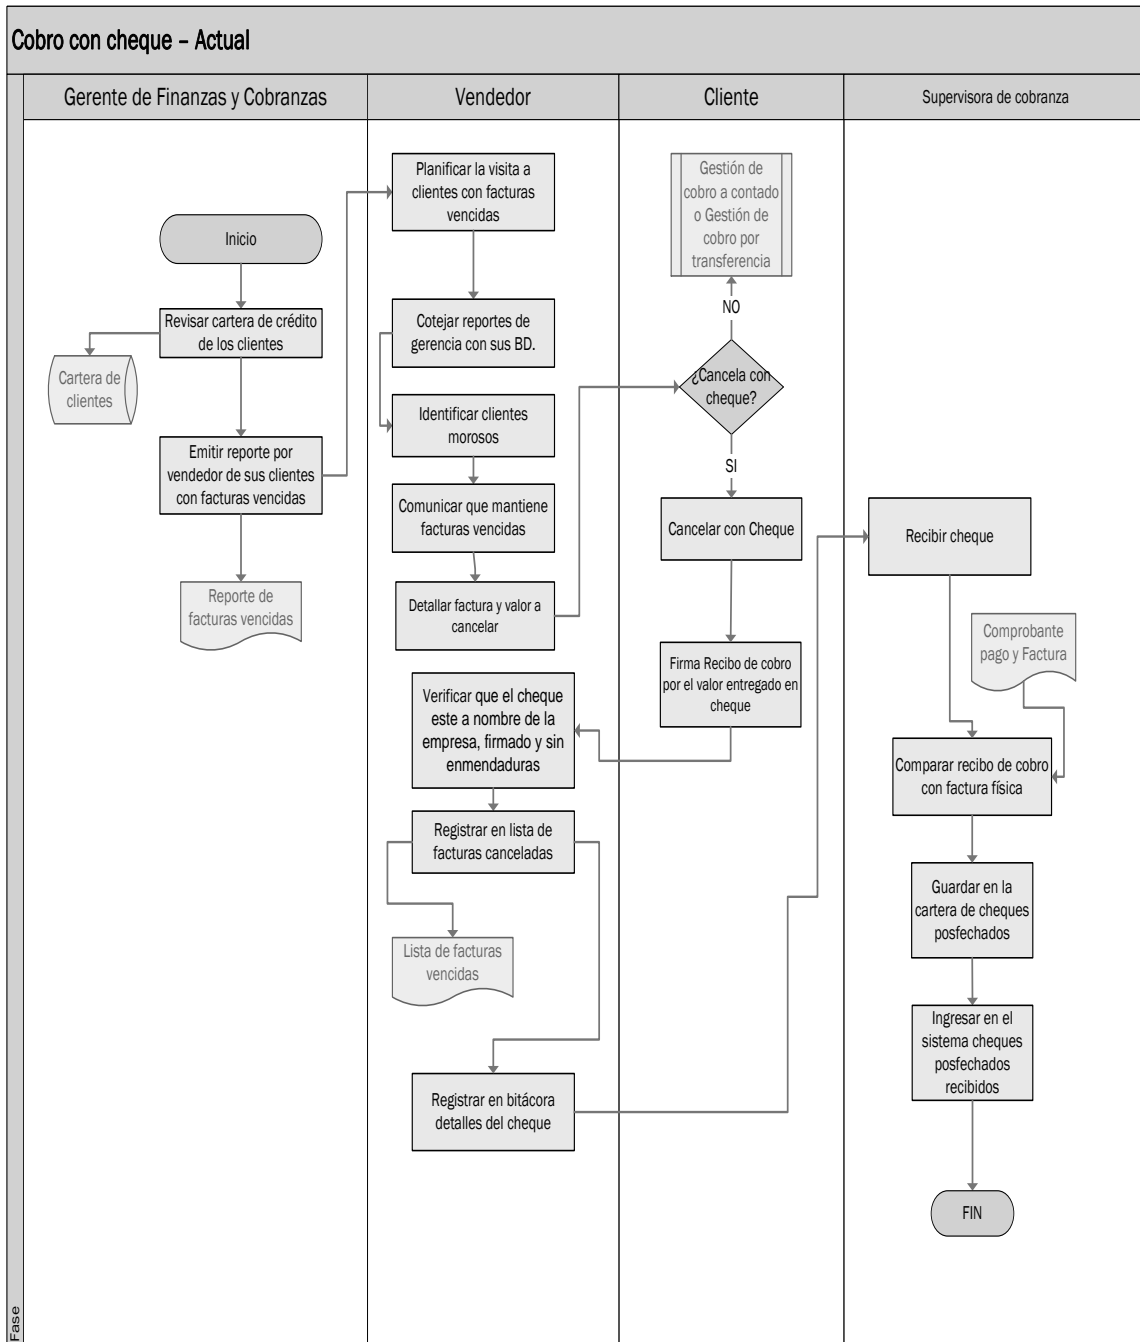 Cobro con cheque – Actual
Gerente de Finanzas y Cobranzas
Vendedor
Cliente
Supervisora de cobranza
Inicio
Revisar cartera de crédito
de los clientes
Cartera de
clientes
Emitir reporte por
vendedor de sus clientes
con facturas vencidas
Reporte de
facturas vencidas
Planificar la visita a
clientes con facturas
vencidas
Cotejar reportes de
gerencia con sus BD.
Identificar clientes
morosos
Comunicar que mantiene
facturas vencidas
Detallar factura y valor a
cancelar
Verificar que el cheque
este a nombre de la
empresa, firmado y sin
enmendaduras
Registrar en lista de
facturas canceladas
Lista de facturas
vencidas
Registrar en bitácora
detalles del cheque
Gestión de
cobro a contado
o Gestión de
cobro por
transferencia
NO
¿Cancela con
cheque?
SI
Cancelar con Cheque
Firma Recibo de cobro
por el valor entregado en
cheque
Recibir cheque
Comprobante
pago y Factura
Comparar recibo de cobro
con factura física
Guardar en la
cartera de cheques
posfechados
Ingresar en el
sistema cheques
posfechados
recibidos
FIN
Fase